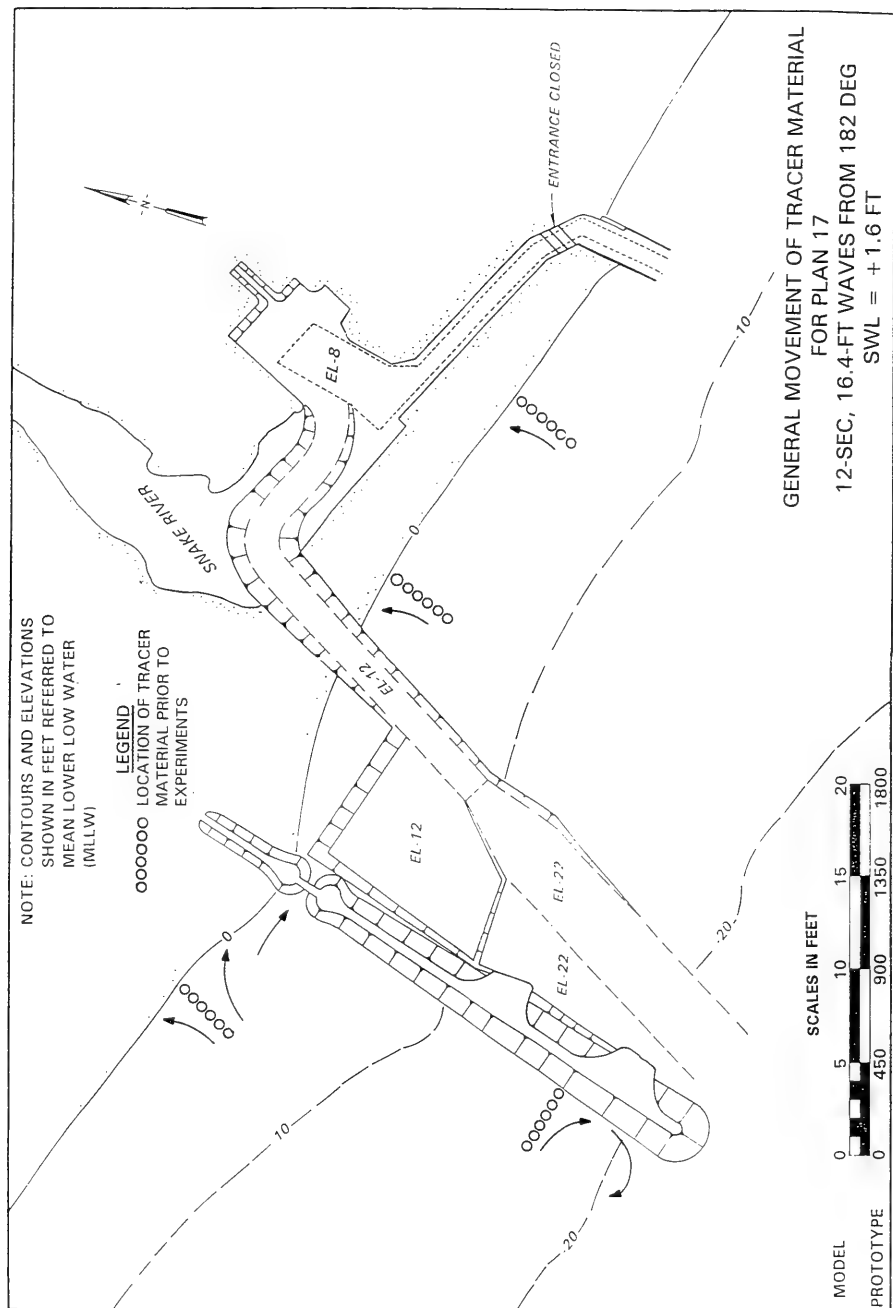 NOTE: CONTOURS AND ELEVATIONS
SHOWN IN FEET REFERRED TO
MEAN LOWER LOW WATER
(MLLW)
LEGEND
OOOOOO LOCATION OF TRACER
MATERIAL PRIOR TO
EXPERIMENTS
SNAKE RIVER
N
EL-8
ENTRANCE CLOSED
EL-12
EL-12
EL-22
EL-22
0
0
10
10
20
20
SCALES IN FEET
MODEL 0 5 10 15 20
PROTOTYPE 0 450 900 1350 1800
GENERAL MOVEMENT OF TRACER MATERIAL
FOR PLAN 17
12-SEC, 16.4-FT WAVES FROM 182 DEG
SWL = +1.6 FT